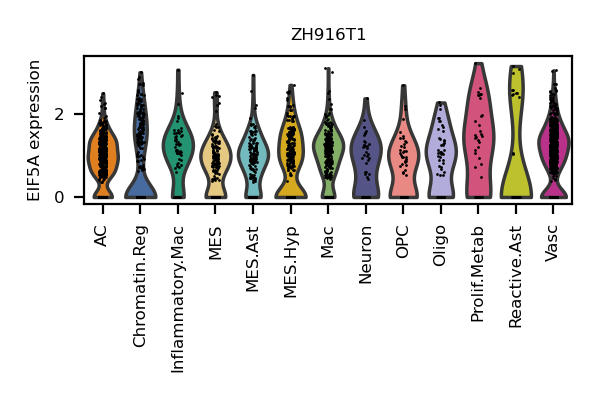 ZH916T1
EIF5A expression
2
0
AC
Chromatin.Reg
Inflammatory.Mac
MES
MES.Ast
MES.Hyp
Mac
Neuron
OPC
Oligo
Prolif.Metab
Reactive.Ast
Vasc